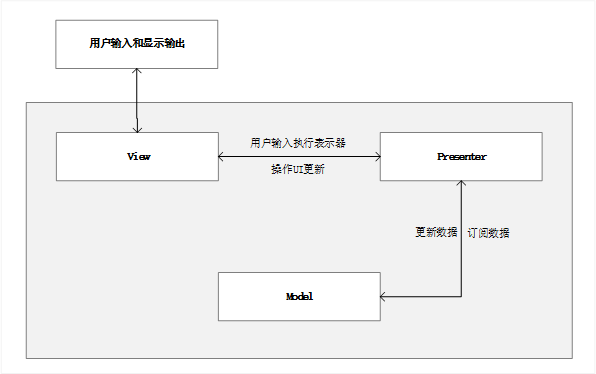 用户输入和显示输出
View
用户输入执行表示器
操作UI更新
Presenter
更新数据
订阅数据
Model